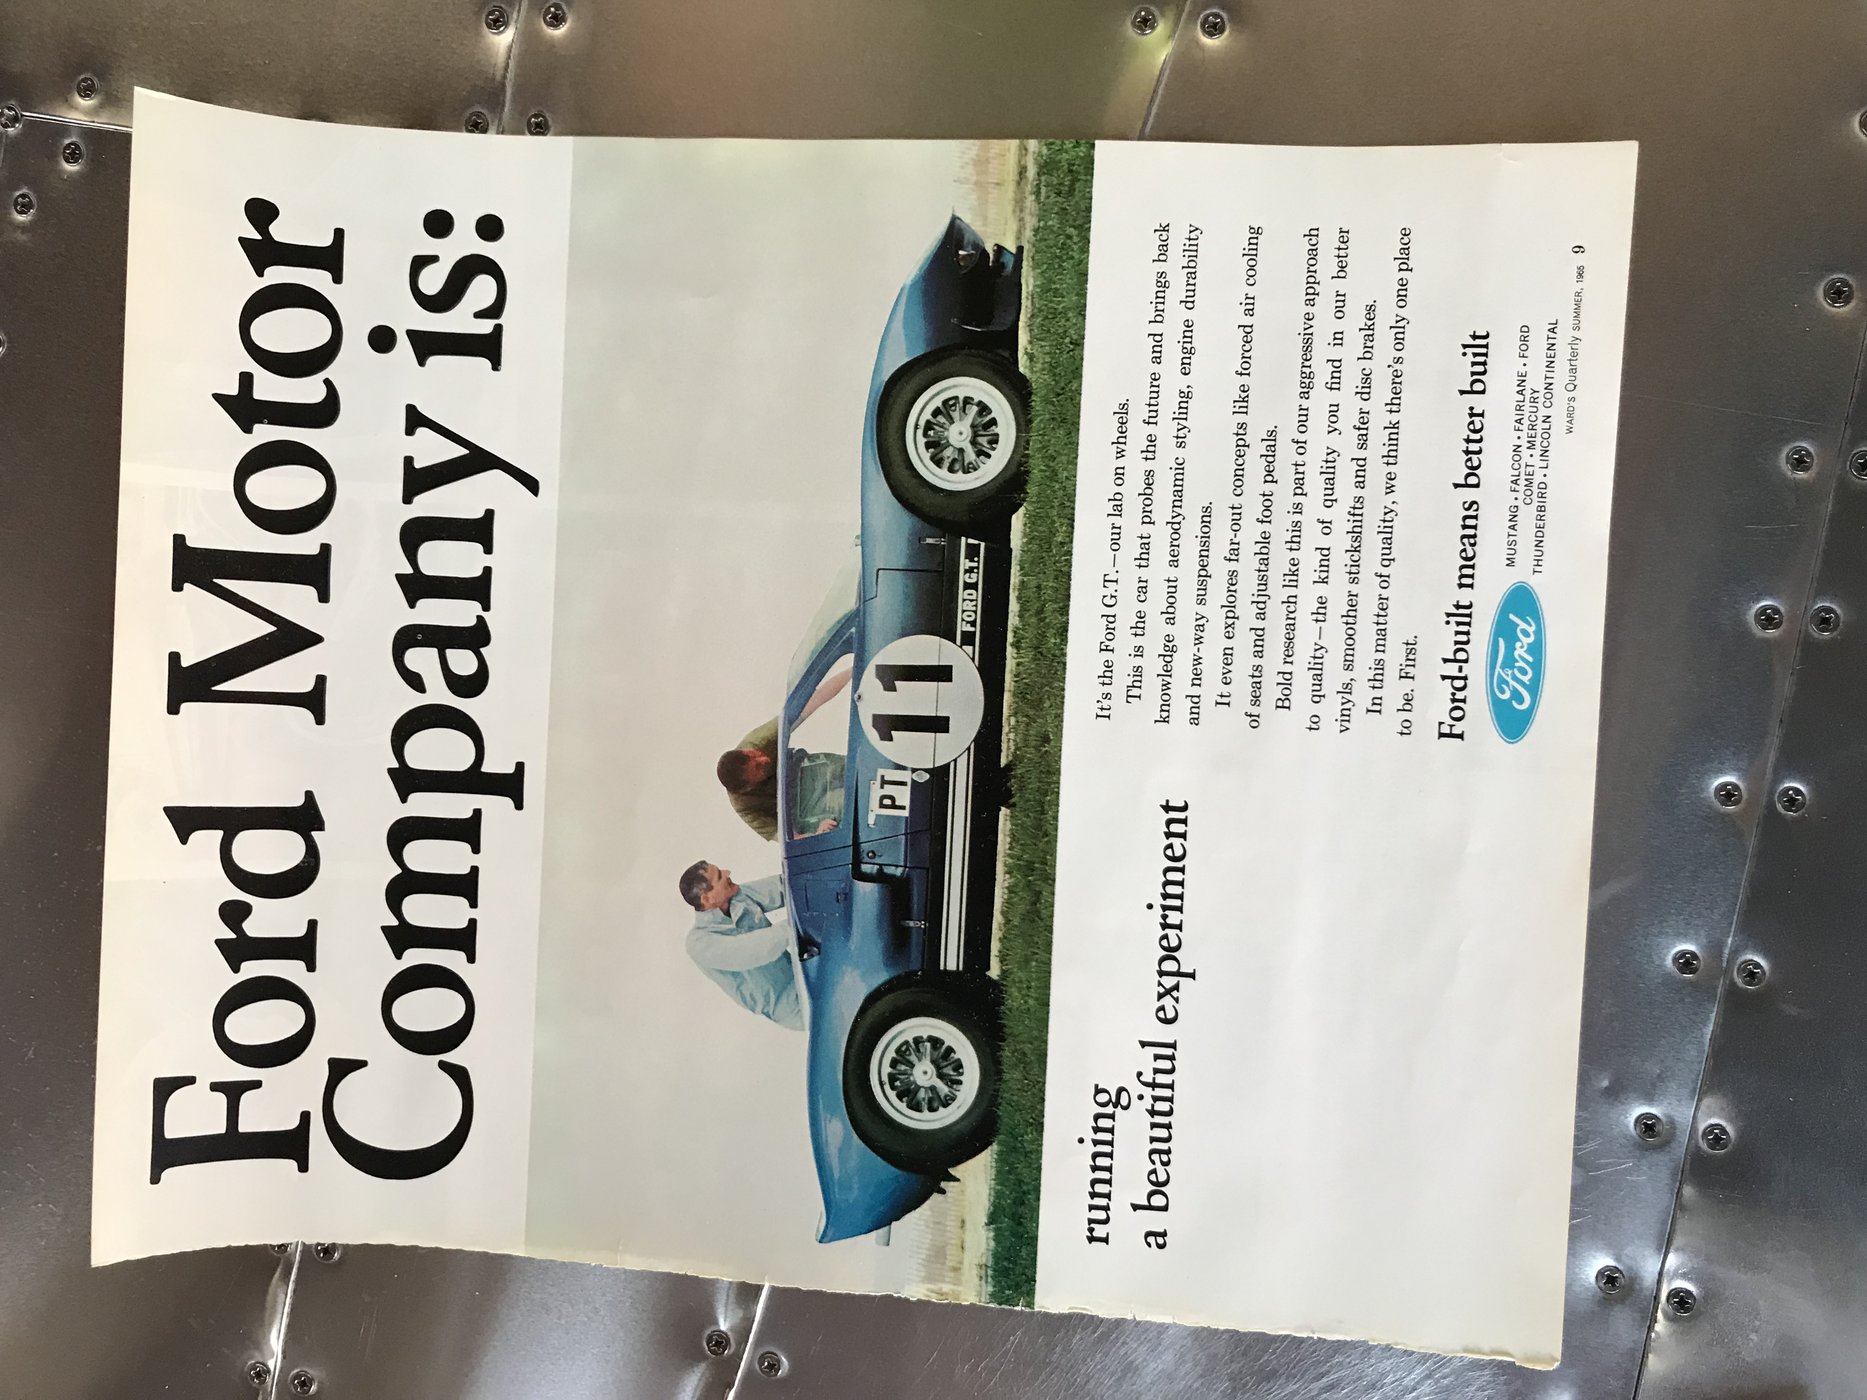 Ford Motor
Company is:
11
PT
FORD G.T.
running
a beautiful experiment
It's the Ford G.T.—our lab on wheels.
This is the car that probes the future and brings back
knowledge about aerodynamic styling, engine durability
and new-way suspensions.
It even explores far-out concepts like forced air cooling
of seats and adjustable foot pedals.
Bold research like this is part of our aggressive approach
to quality—the kind of quality you find in our better
vinyls, smoother stickshifts and safer disc brakes.
In this matter of quality, we think there's only one place
to be. First.
Ford-built means better built
Ford
MUSTANG • FALCON • FAIRLANE • FORD
COMET • MERCURY
THUNDERBIRD • LINCOLN CONTINENTAL
WARD'S Quarterly SUMMER, 1965 9